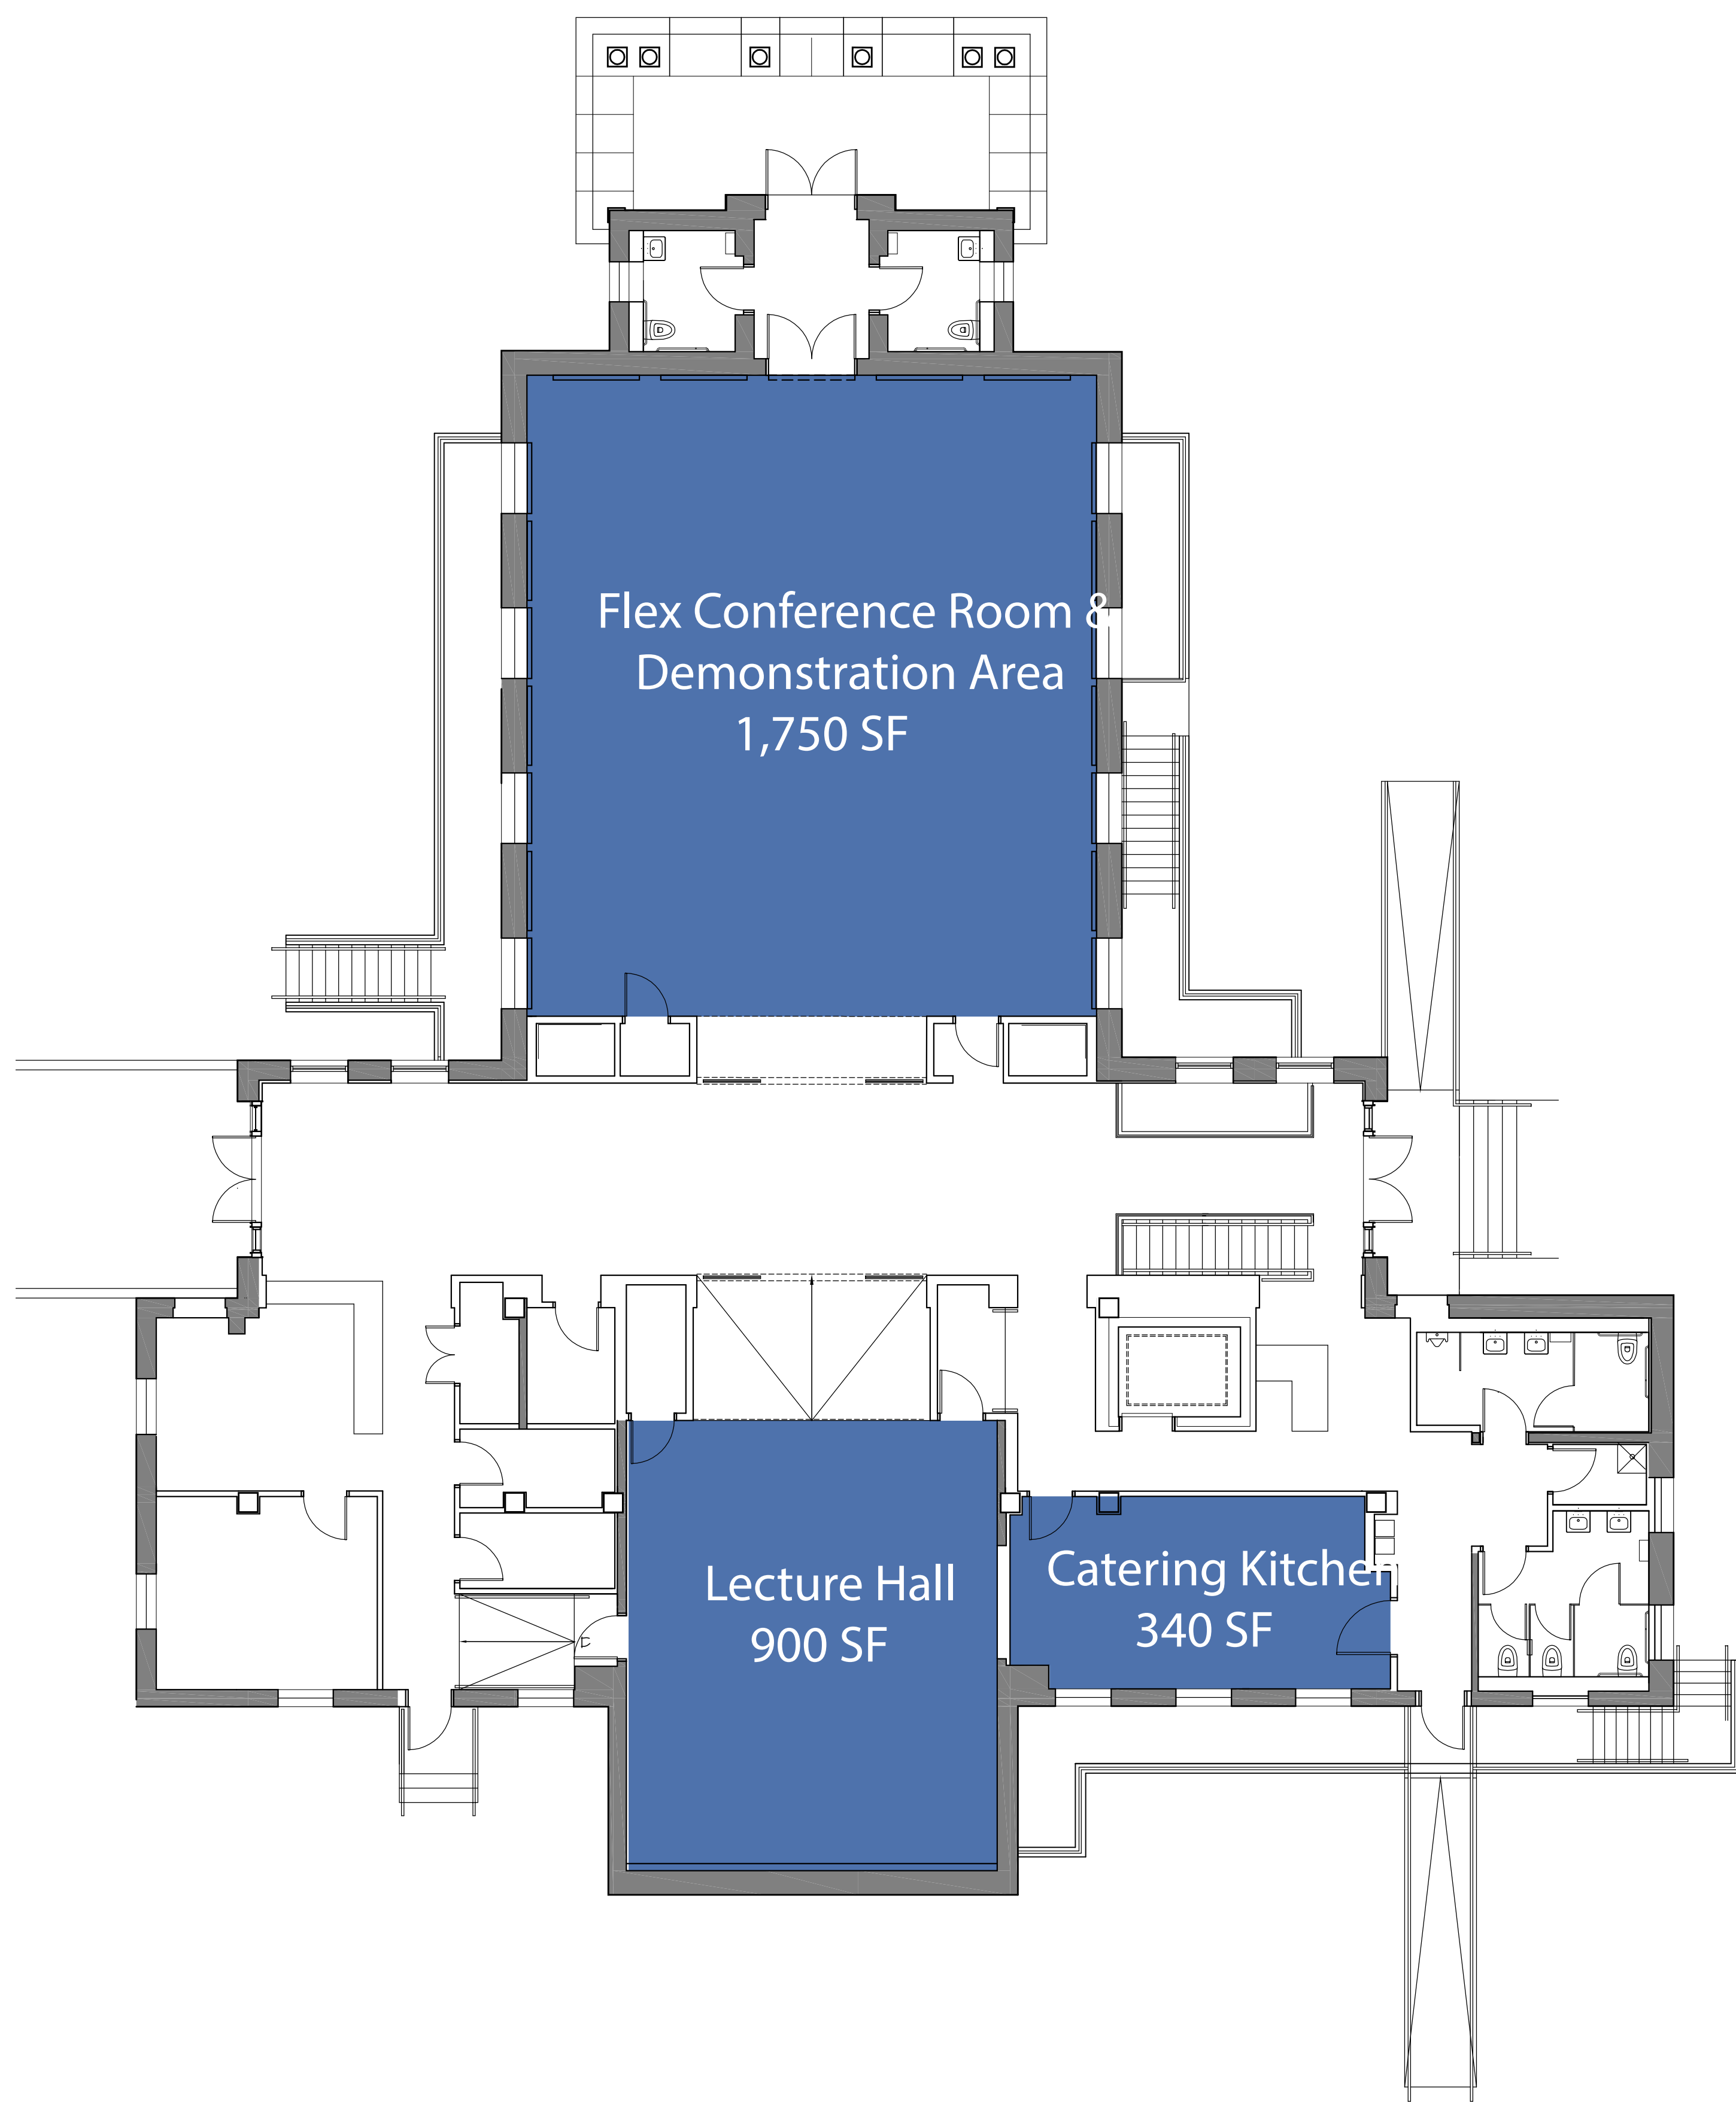 Flex Conference Room &
Demonstration Area
1,750 SF
Lecture Hall
900 SF
Catering Kitchen
340 SF